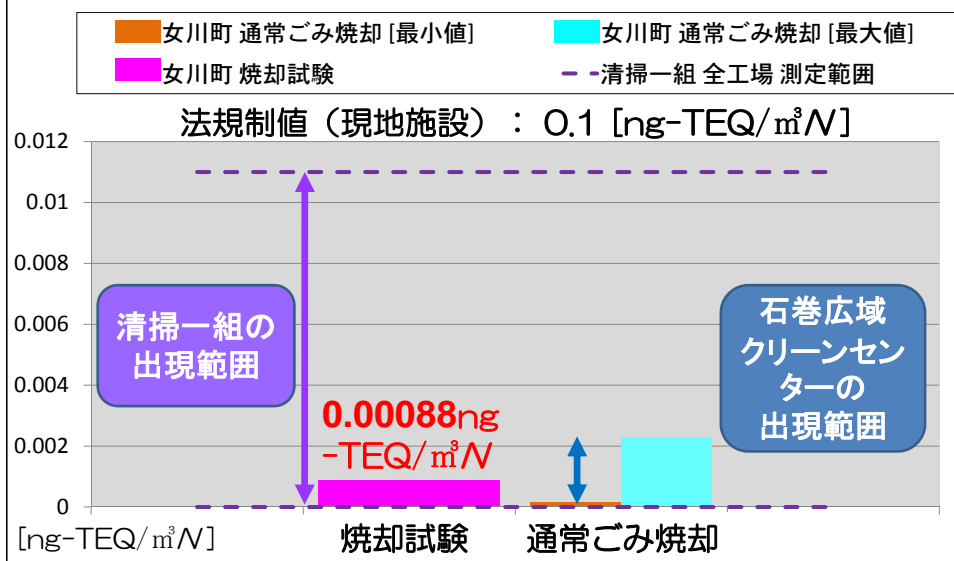 女川町 通常ごみ焼却 [最小値]
女川町 通常ごみ焼却 [最大値]
女川町 焼却試験
清掃一組 全工場 測定範囲
法規制値（現地施設）： 0.1 [ng-TEQ/㎥N]
0.012
0.01
0.008
0.006
0.004
0.002
0
清掃一組の
出現範囲
石巻広域
クリーンセン
ターの
出現範囲
0.00088ng
-TEQ/㎥N
[ng-TEQ/㎥N]
焼却試験
通常ごみ焼却